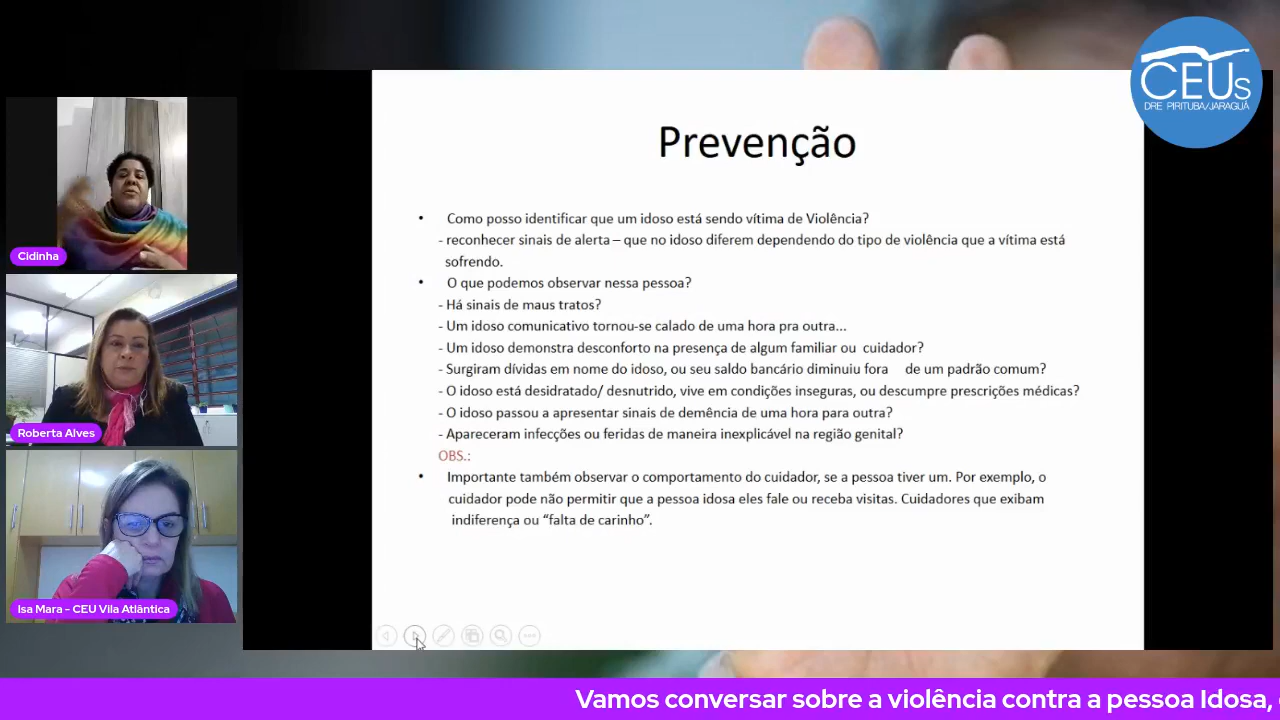 CEUs
DRE PIRITUBA/JARAGUÁ
Prevenção
• Como posso identificar que um idoso está sendo vítima de Violência?
- reconhecer sinais de alerta – que no idoso diferem dependendo do tipo de violência que a vítima está
sofrendo.
• O que podemos observar nessa pessoa?
- Há sinais de maus tratos?
- Um idoso comunicativo tornou-se calado de uma hora pra outra...
- Um idoso demonstra desconforto na presença de algum familiar ou cuidador?
- Surgiram dívidas em nome do idoso, ou seu saldo bancário diminuiu fora de um padrão comum?
- O idoso está desidratado/ desnutrido, vive em condições inseguras, ou descumpre prescrições médicas?
- O idoso passou a apresentar sinais de demência de uma hora para outra?
- Apareceram infecções ou feridas de maneira inexplicável na região genital?
OBS.:
• Importante também observar o comportamento do cuidador, se a pessoa tiver um. Por exemplo, o
cuidador pode não permitir que a pessoa idosa eles fale ou receba visitas. Cuidadores que exibam
indiferença ou “falta de carinho”.
Cidinha
Roberta Alves
Isa Mara - CEU Vila Atlântica
Vamos conversar sobre a violência contra a pessoa Idosa,